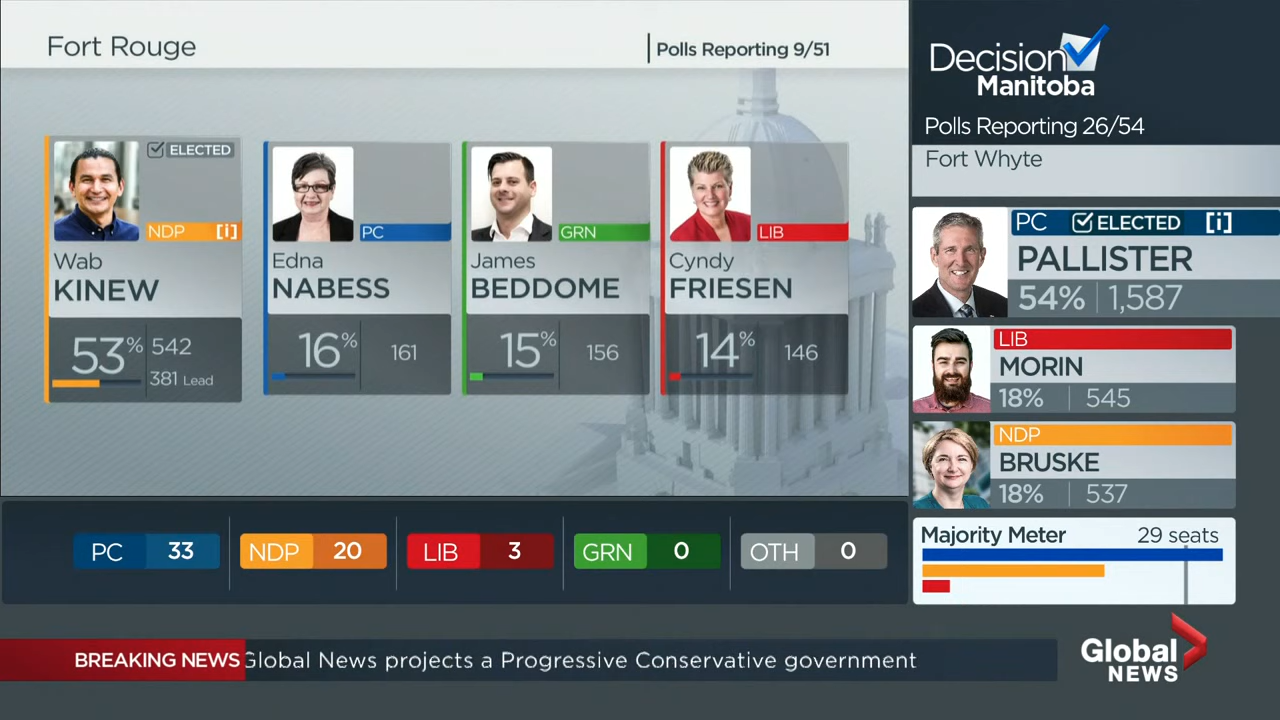 Fort Rouge
Polls Reporting 9/51
ELECTED
NDP [i]
Wab
KINEW
53% 542
381 Lead
PC
Edna
NABESS
16% 161
GRN
James
BEDDOME
15% 156
LIB
Cyndy
FRIESEN
14% 146
PC 33
NDP 20
LIB 3
GRN 0
OTH 0
Decision
Manitoba
Polls Reporting 26/54
Fort Whyte
PC ELECTED [i]
PALLISTER
54% 1,587
LIB
MORIN
18% 545
NDP
BRUSKE
18% 537
Majority Meter 29 seats
BREAKING NEWS Global News projects a Progressive Conservative government
Global
NEWS